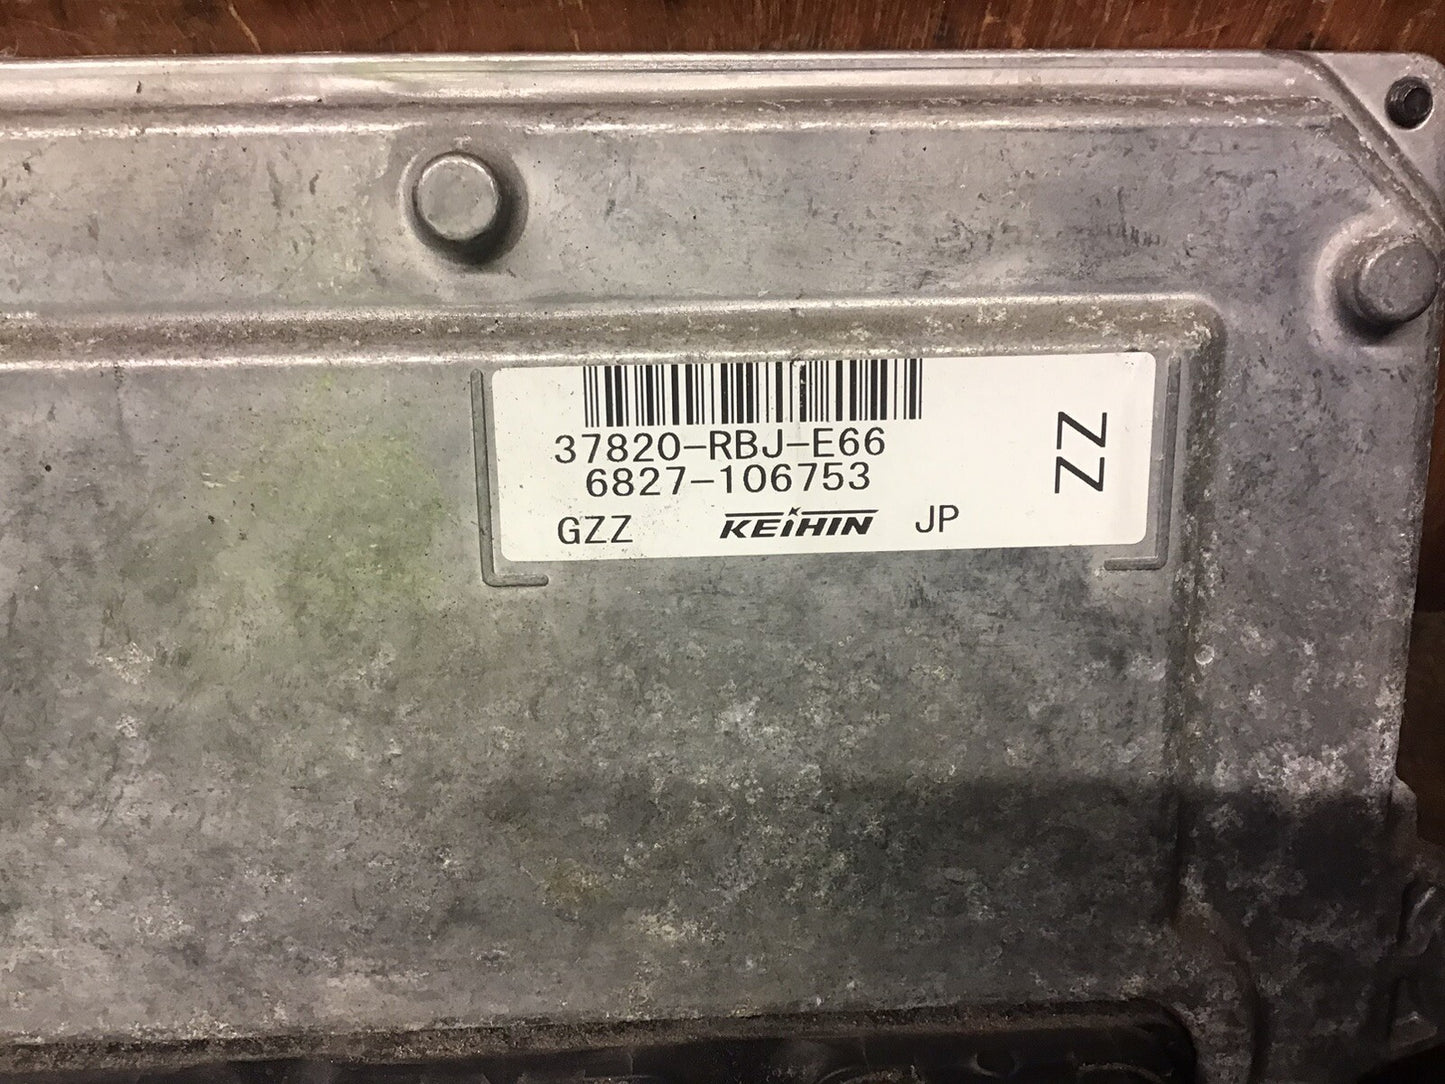 37820-RBJ-E66
6827-106753
GZZ KEIHIN JP
ZZ